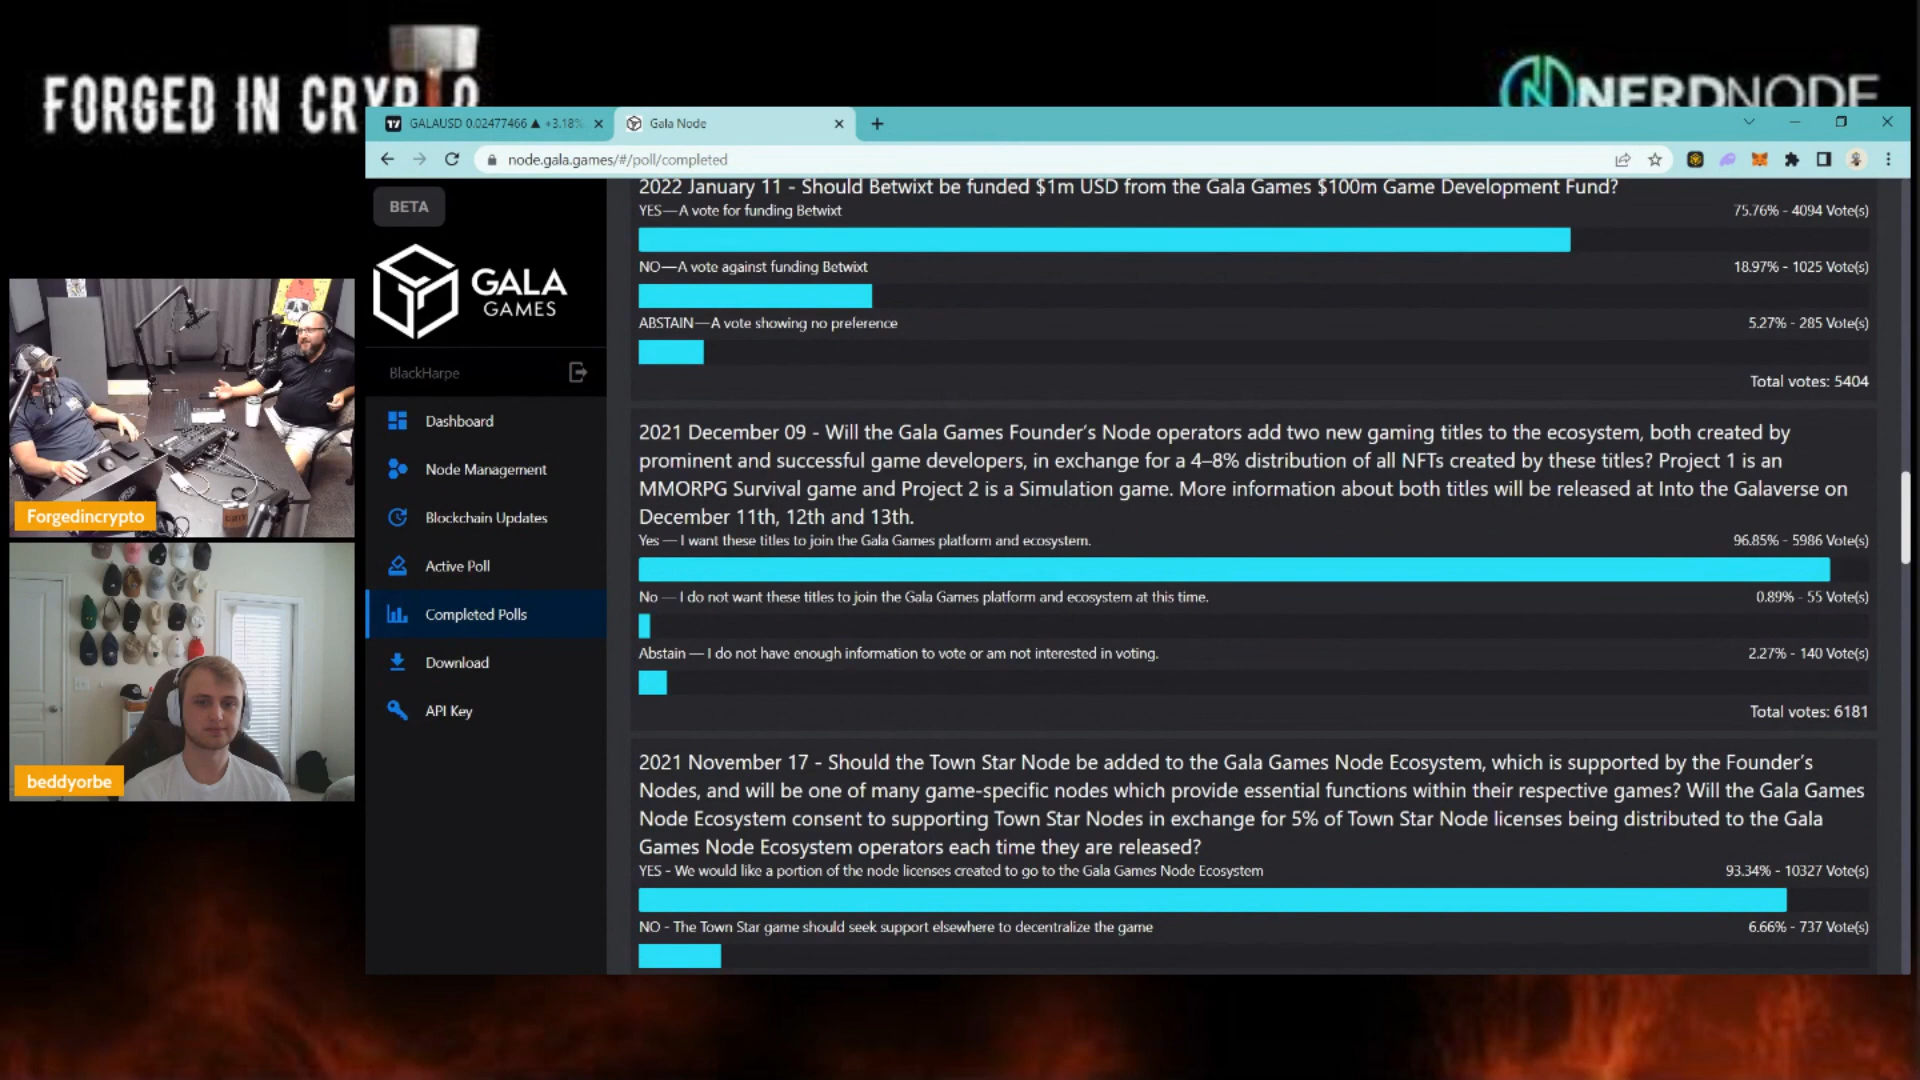 FORGED IN CRYPTO
NERDNODE
GALAUSD 0.02477466 ▲ +3.18%
Gala Node
node.gala.games/#/poll/completed
BETA
GALA
GAMES
BlackHarpe
Dashboard
Node Management
Blockchain Updates
Active Poll
Completed Polls
Download
API Key
2022 January 11 - Should Betwixt be funded $1m USD from the Gala Games $100m Game Development Fund?
YES—A vote for funding Betwixt 75.76% - 4094 Vote(s)
NO—A vote against funding Betwixt 18.97% - 1025 Vote(s)
ABSTAIN—A vote showing no preference 5.27% - 285 Vote(s)
Total votes: 5404
2021 December 09 - Will the Gala Games Founder’s Node operators add two new gaming titles to the ecosystem, both created by
prominent and successful game developers, in exchange for a 4–8% distribution of all NFTs created by these titles? Project 1 is an
MMORPG Survival game and Project 2 is a Simulation game. More information about both titles will be released at Into the Galaverse on
December 11th, 12th and 13th.
Yes — I want these titles to join the Gala Games platform and ecosystem. 96.85% - 5986 Vote(s)
No — I do not want these titles to join the Gala Games platform and ecosystem at this time. 0.89% - 55 Vote(s)
Abstain — I do not have enough information to vote or am not interested in voting. 2.27% - 140 Vote(s)
Total votes: 6181
2021 November 17 - Should the Town Star Node be added to the Gala Games Node Ecosystem, which is supported by the Founder’s
Nodes, and will be one of many game-specific nodes which provide essential functions within their respective games? Will the Gala Games
Node Ecosystem consent to supporting Town Star Nodes in exchange for 5% of Town Star Node licenses being distributed to the Gala
Games Node Ecosystem operators each time they are released?
YES - We would like a portion of the node licenses created to go to the Gala Games Node Ecosystem 93.34% - 10327 Vote(s)
NO - The Town Star game should seek support elsewhere to decentralize the game 6.66% - 737 Vote(s)
Forgedincrypto
beddyorbe